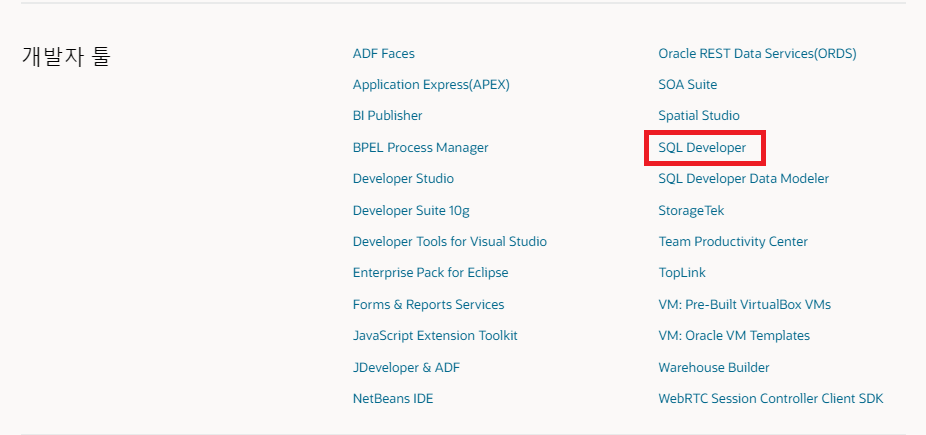 개발자 툴
ADF Faces
Application Express(APEX)
BI Publisher
BPEL Process Manager
Developer Studio
Developer Suite 10g
Developer Tools for Visual Studio
Enterprise Pack for Eclipse
Forms & Reports Services
JavaScript Extension Toolkit
JDeveloper & ADF
NetBeans IDE
Oracle REST Data Services(ORDS)
SOA Suite
Spatial Studio
SQL Developer
SQL Developer Data Modeler
StorageTek
Team Productivity Center
TopLink
VM: Pre-Built VirtualBox VMs
VM: Oracle VM Templates
Warehouse Builder
WebRTC Session Controller Client SDK